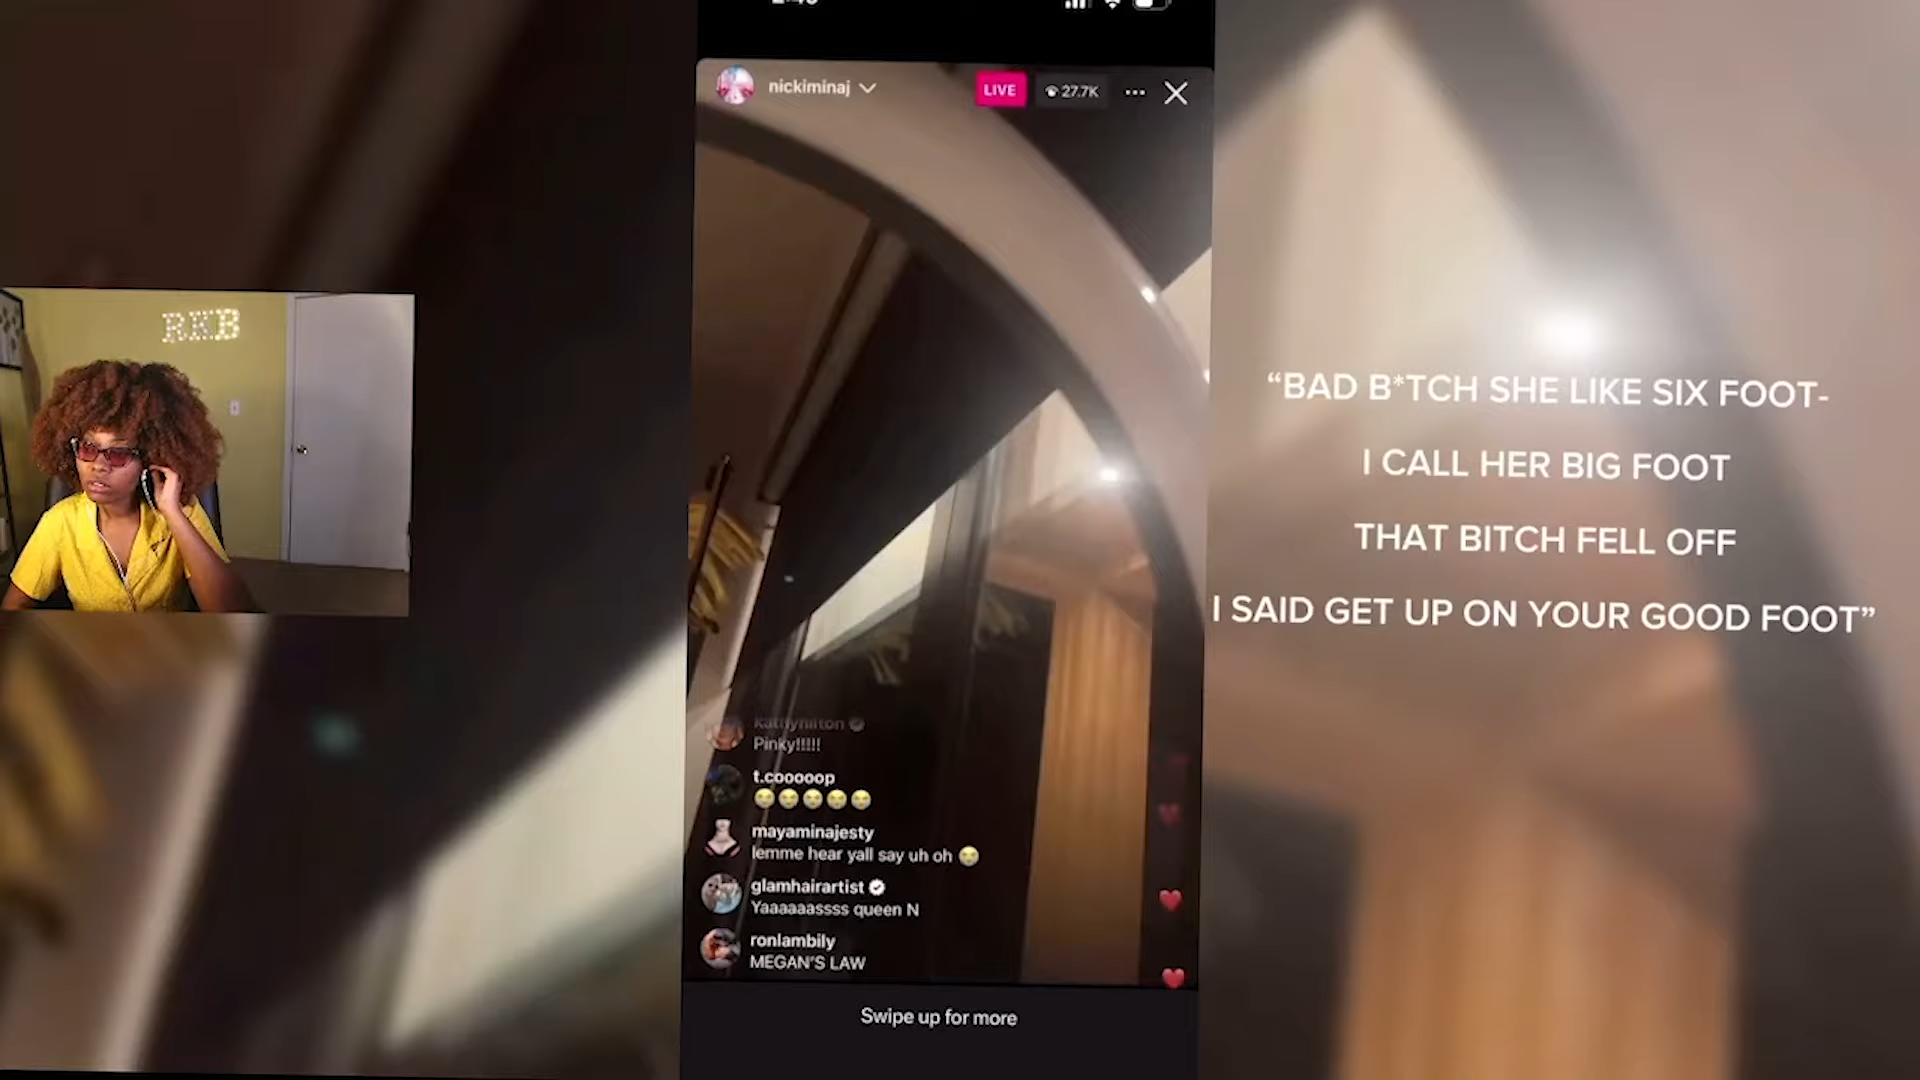 nickiminaj
LIVE
27.7K
RKB
"BAD B*TCH SHE LIKE SIX FOOT-
I CALL HER BIG FOOT
THAT BITCH FELL OFF
I SAID GET UP ON YOUR GOOD FOOT"
kathyhilton
Pinky!!!!!
t.cooooop
😭😭😭😭😭
mayaminajesty
lemme hear yall say uh oh 😭
glamhairartist
Yaaaaaassss queen N
ronlambily
MEGAN'S LAW
Swipe up for more